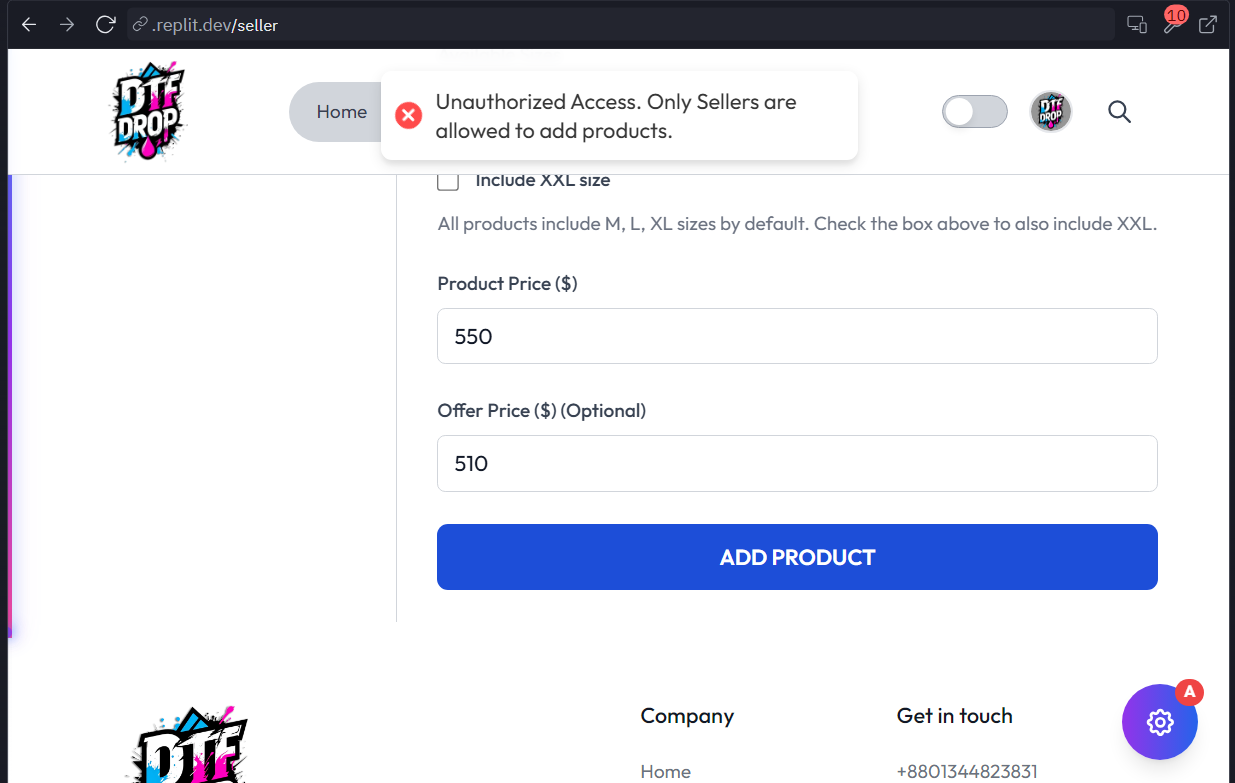 .replit.dev/seller
10
DTF
DROP
Home
Unauthorized Access. Only Sellers are
allowed to add products.
DTF
DROP
Include XXL size
All products include M, L, XL sizes by default. Check the box above to also include XXL.
Product Price ($)
550
Offer Price ($) (Optional)
510
ADD PRODUCT
A
DTF
Company
Get in touch
Home
+8801344823831